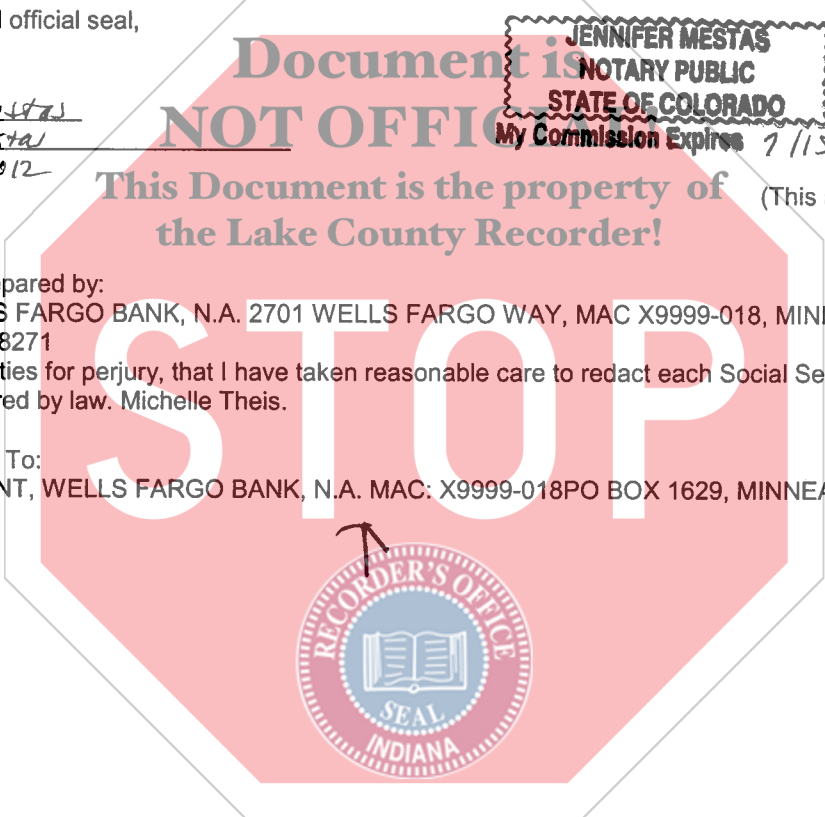 official seal,
JENNIFER MESTAS
NOTARY PUBLIC
STATE OF COLORADO
My Commission Expires
Document is
NOT OFFICIAL
This Document is the property of
the Lake County Recorder!
(This
pared by:
S FARGO BANK, N.A. 2701 WELLS FARGO WAY, MAC X9999-018, MINN
8271
ties for perjury, that I have taken reasonable care to redact each Social Se
ed by law. Michelle Theis.
To:
NT, WELLS FARGO BANK, N.A. MAC: X9999-018PO BOX 1629, MINNEA
STOP
RECORDER'S OFFICE
SEAL
INDIANA